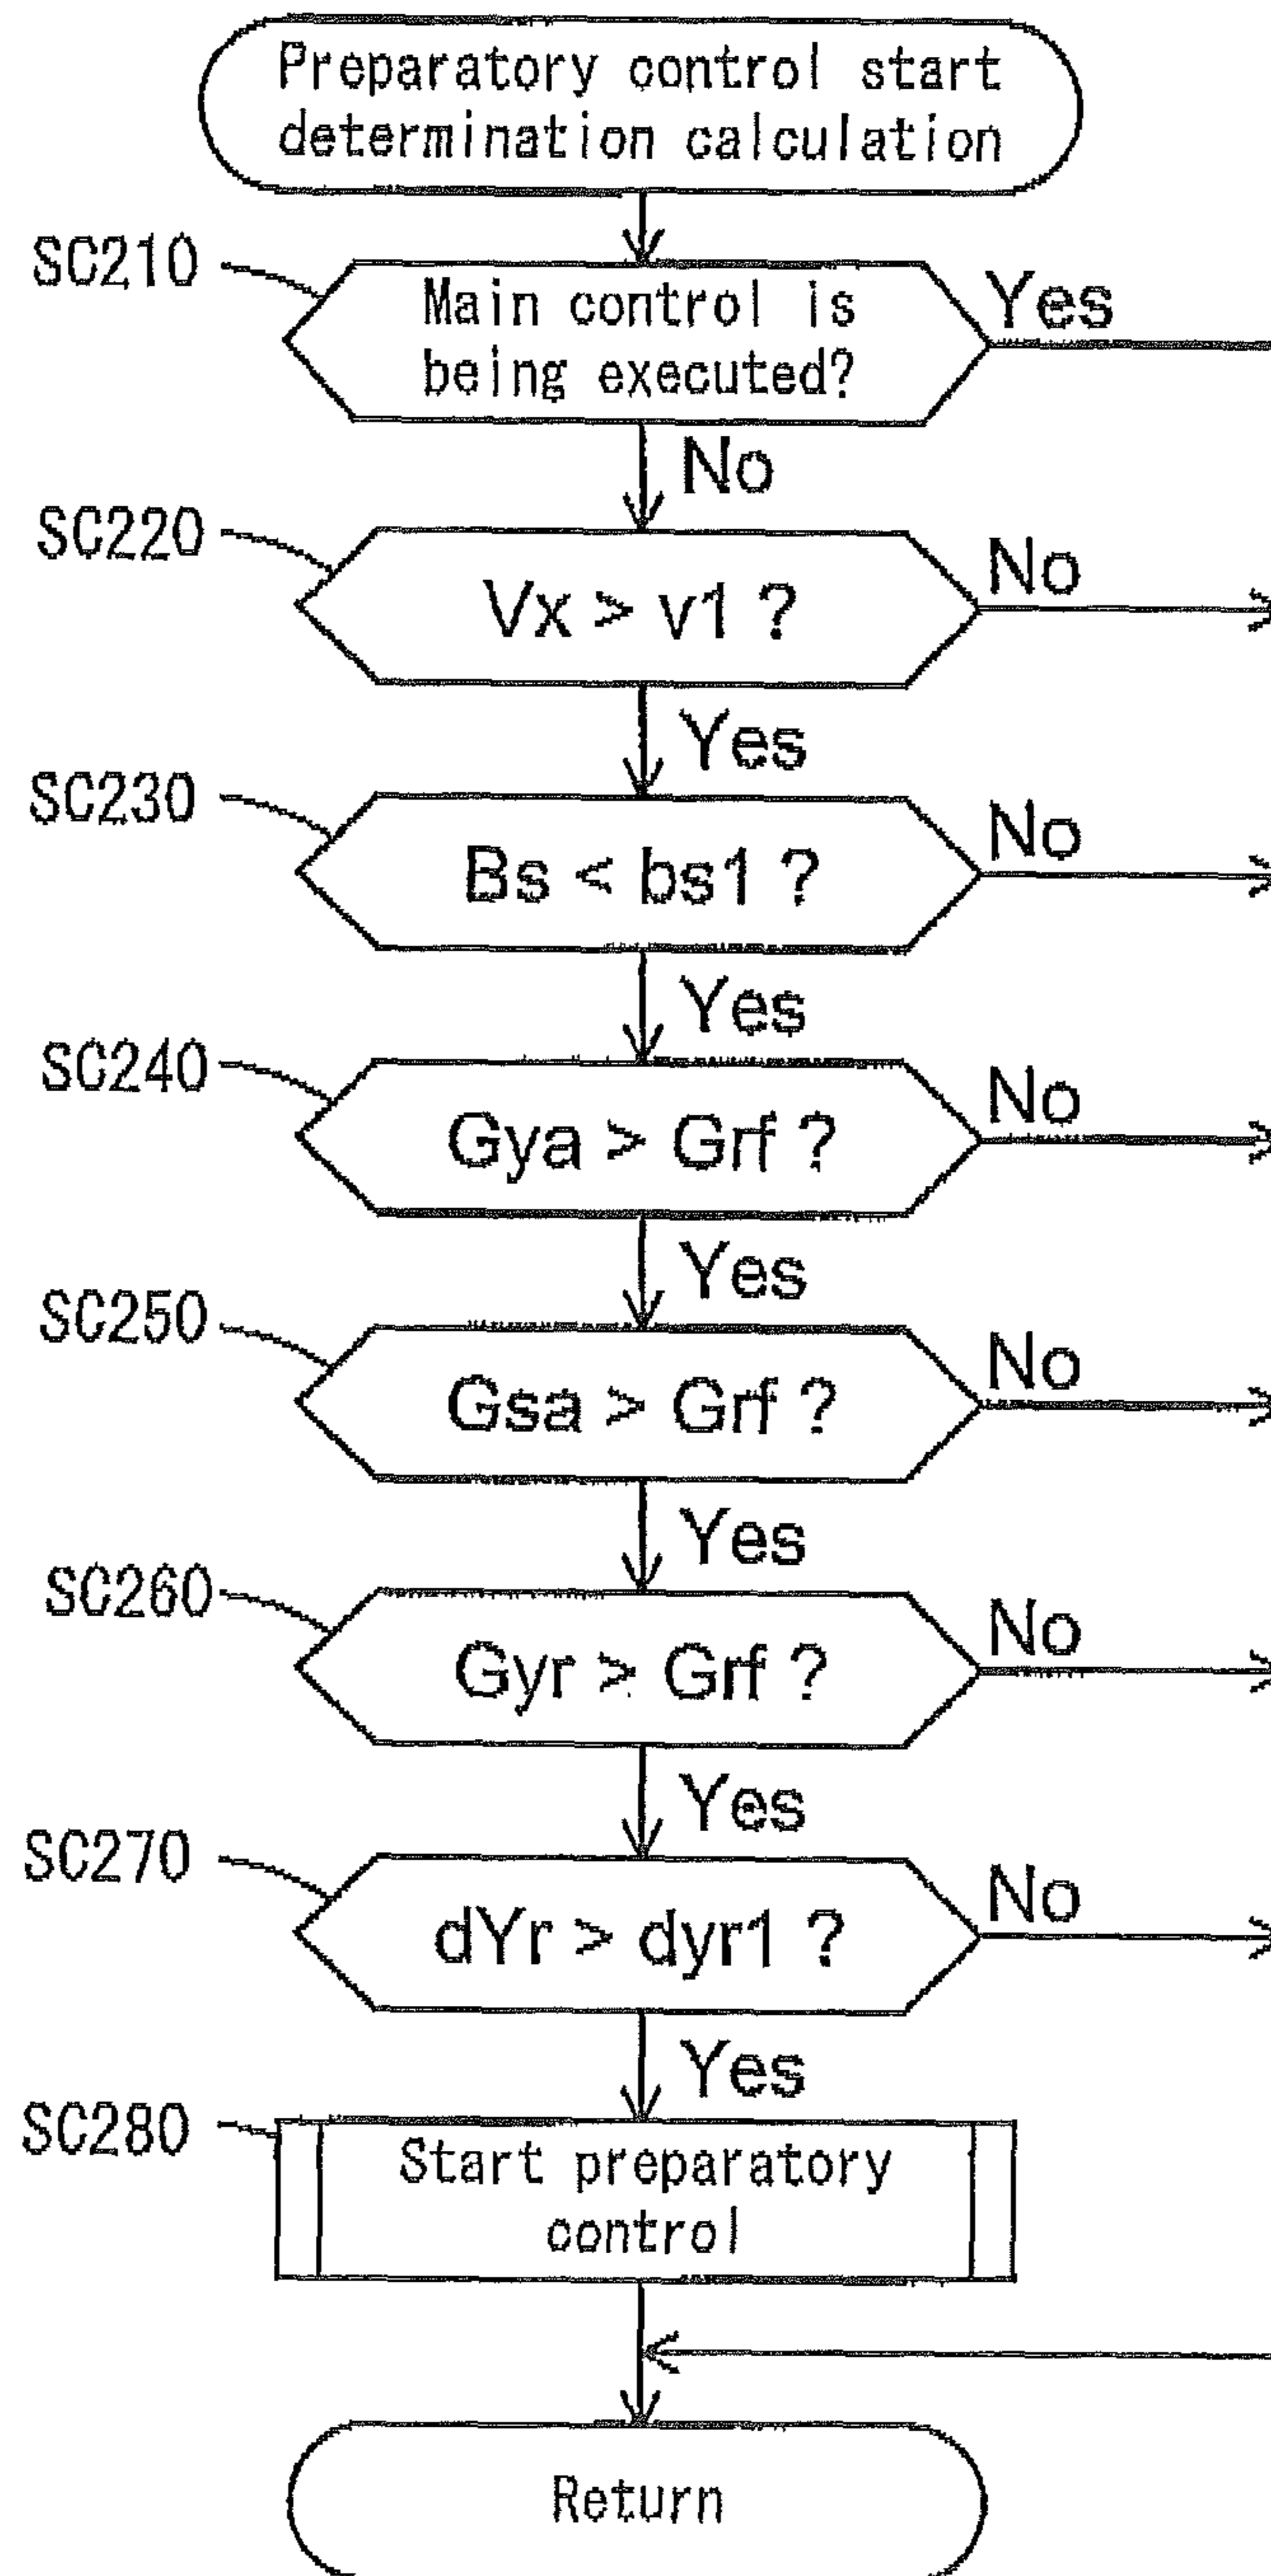 Preparatory control start
determination calculation
SC210
Main control is
being executed?
Yes
No
SC220
Vx > v1 ?
No
Yes
SC230
Bs < bs1 ?
No
Yes
SC240
Gya > Grf ?
No
Yes
SC250
Gsa > Grf ?
No
Yes
SC260
Gyr > Grf ?
No
Yes
SC270
dYr > dyr1 ?
No
Yes
SC280
Start preparatory
control
Return